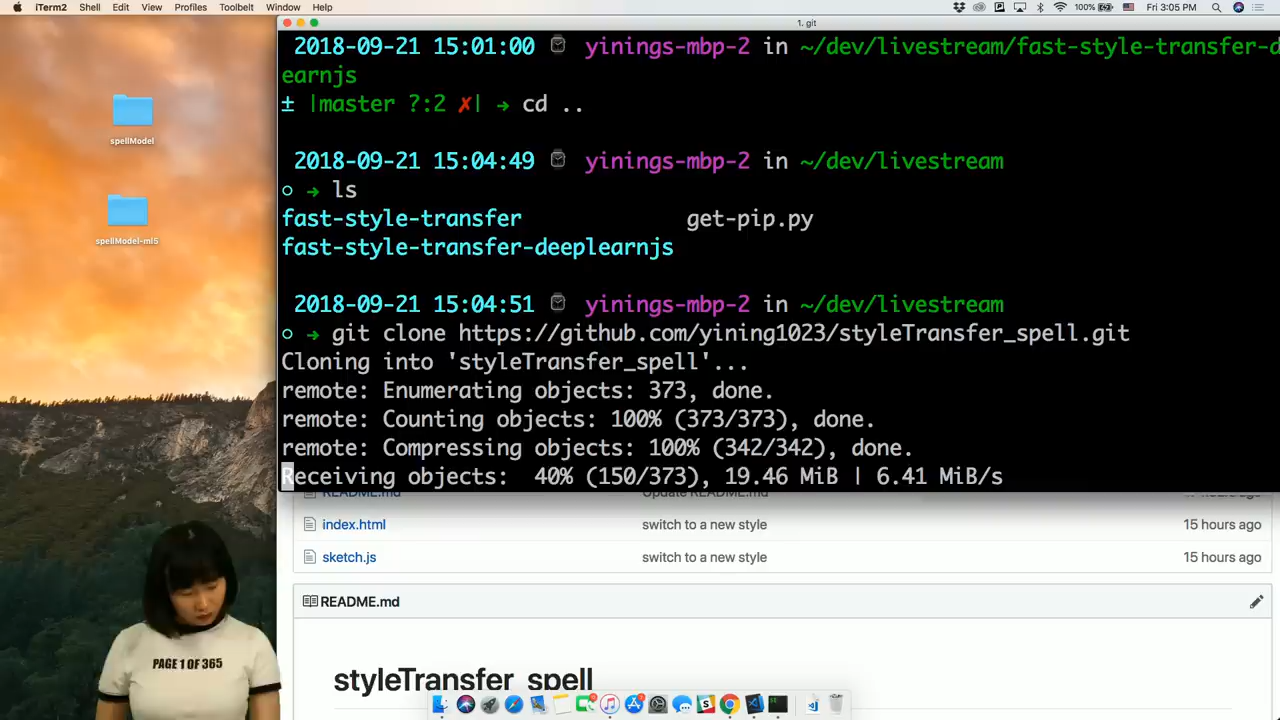 iTerm2 Shell Edit View Profiles Toolbelt Window Help 100% Fri 3:05 PM
1. git
2018-09-21 15:01:00 yinings-mbp-2 in ~/dev/livestream/fast-style-transfer-d
earnjs
± |master ?:2 ✗| → cd ..
2018-09-21 15:04:49 yinings-mbp-2 in ~/dev/livestream
○ → ls
fast-style-transfer get-pip.py
fast-style-transfer-deeplearnjs
2018-09-21 15:04:51 yinings-mbp-2 in ~/dev/livestream
○ → git clone https://github.com/yining1023/styleTransfer_spell.git
Cloning into 'styleTransfer_spell'...
remote: Enumerating objects: 373, done.
remote: Counting objects: 100% (373/373), done.
remote: Compressing objects: 100% (342/342), done.
Receiving objects: 40% (150/373), 19.46 MiB | 6.41 MiB/s
spellModel
spellModel-ml5
README.md Update README.md
index.html switch to a new style 15 hours ago
sketch.js switch to a new style 15 hours ago
README.md
styleTransfer_spell
PAGE 1 OF 365